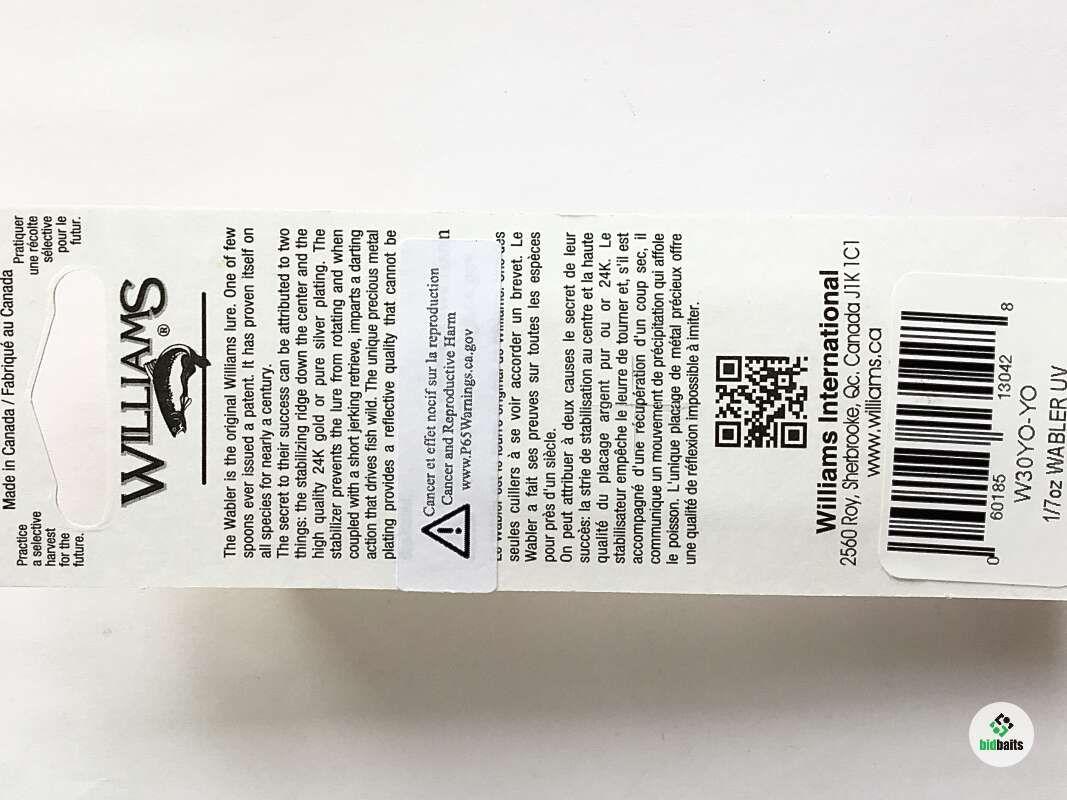 Made in Canada / Fabriqué au Canada
Practice
a selective
harvest
for the
future.
Pratiquer
une récolte
sélective
pour le
futur.
WILLIAMS®
The Wabler is the original Williams lure. One of few
spoons ever issued a patent. It has proven itself on
all species for nearly a century.
The secret to their success can be attributed to two
things: the stabilizing ridge down the center and the
high quality 24K gold or pure silver plating. The
stabilizer prevents the lure from rotating and when
coupled with a short jerking retrieve, imparts a darting
action that drives fish wild. The unique precious metal
plating provides a reflective quality that cannot be
Cancer et effet nocif sur la reproduction
Cancer and Reproductive Harm
www.P65Warnings.ca.gov
seules cuillers à se voir accorder un brevet. Le
Wabler a fait ses preuves sur toutes les espèces
pour près d'un siècle.
On peut attribuer à deux causes le secret de leur
succès: la strie de stabilisation au centre et la haute
qualité du placage argent pur ou or 24K. Le
stabilisateur empêche le leurre de tourner et, s'il est
accompagné d'une récupération d'un coup sec, il
communique un mouvement de précipitation qui affole
le poisson. L'unique placage de métal précieux offre
une qualité de réflexion impossible à imiter.
Williams International
2560 Roy, Sherbrooke, Qc. Canada J1K 1C1
www.williams.ca
0 60185 13042 8
W30YO-YO
1/7oz WABLER UV
bidbaits